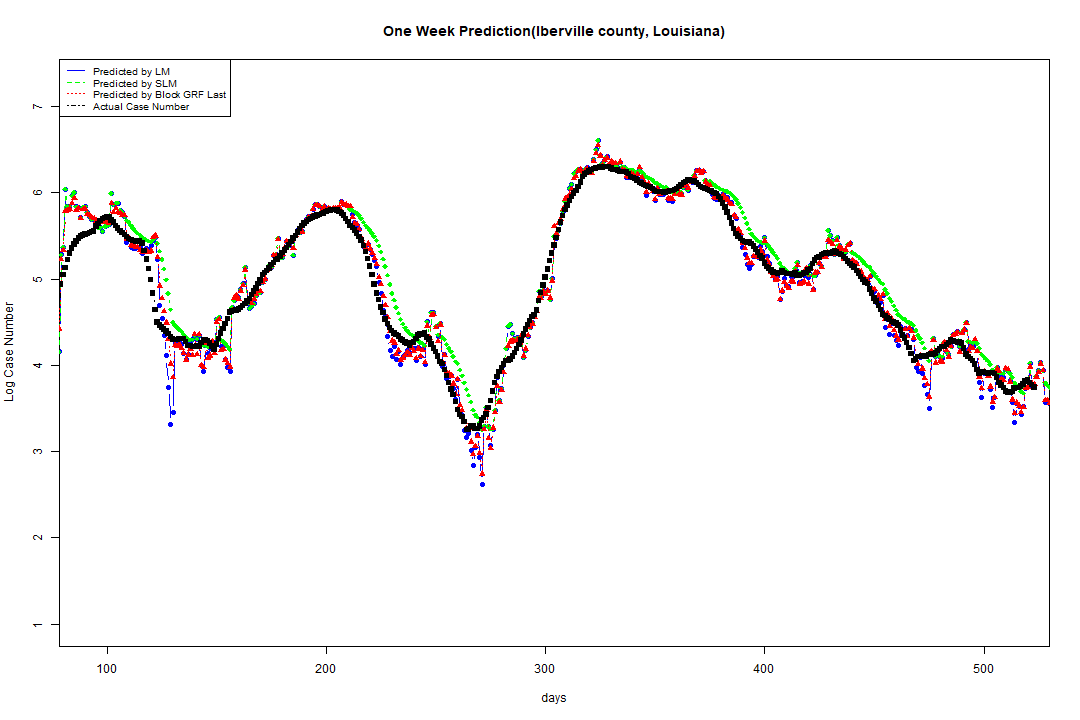 One Week Prediction(Iberville county, Louisiana)
Predicted by LM
Predicted by SLM
Predicted by Block GRF Last
Actual Case Number
7
6
5
4
3
2
1
Log Case Number
100 200 300 400 500
days